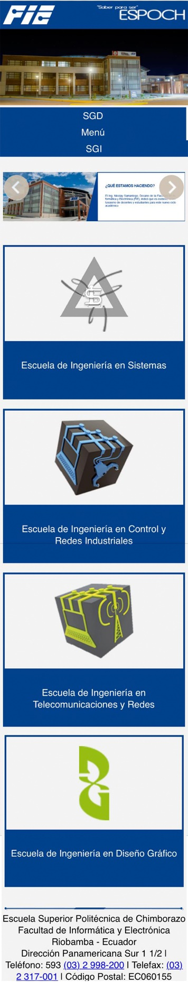 FIE
"Saber para ser"
ESPOCH
SGD
Menú
SGI
FIE
¿QUÉ ESTAMOS HACIENDO?
El Ing. Nicolay Samaniego, Decano de la Facu
formática y Electrónica (FIE), indicó que es eviden
tusiasmo de docentes y estudiantes para este nuevo ciclo
académico
Escuela de Ingeniería en Sistemas
Escuela de Ingeniería en Control y
Redes Industriales
Escuela de Ingeniería en
Telecomunicaciones y Redes
Escuela de Ingeniería en Diseño Gráfico
Escuela Superior Politécnica de Chimborazo
Facultad de Informática y Electrónica
Riobamba - Ecuador
Dirección Panamericana Sur 1 1/2 |
Teléfono: 593 (03) 2 998-200 | Telefax: (03)
2 317-001 | Código Postal: EC060155